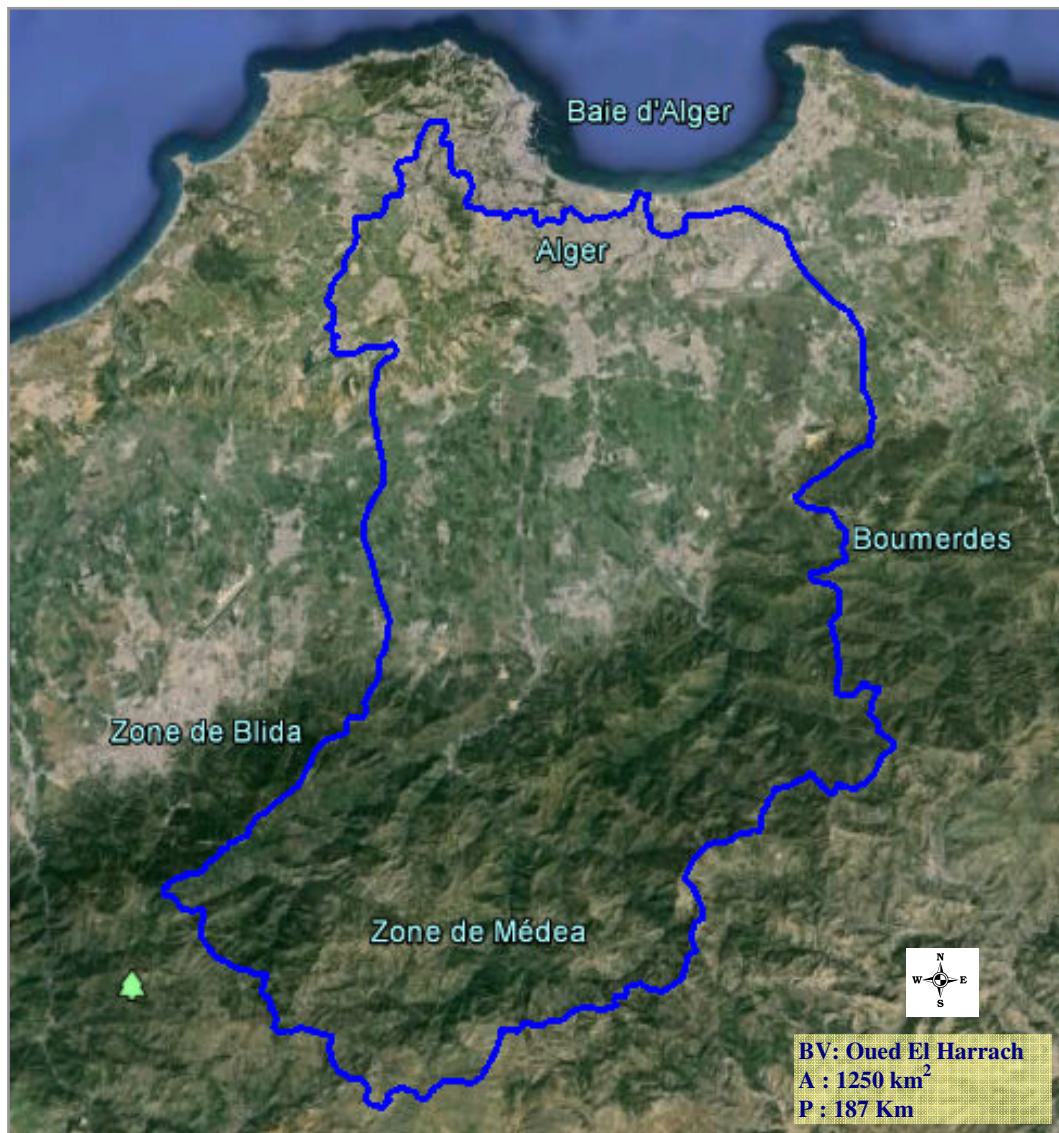 Baie d'Alger
Alger
Boumerdes
Zone de Blida
Zone de Médea
N
W E
S
BV: Oued El Harrach
A : 1250 km²
P : 187 Km